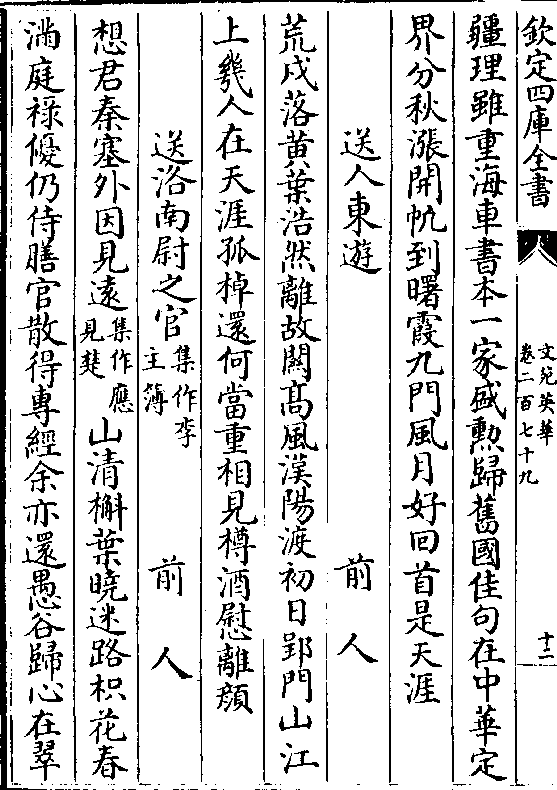 欽定四庫全書
文苑英華
卷二百七十九
十二
疆理雖重海車書本一家盛勲歸舊國佳句在中華定
界分秋漲開帆到曙霞九門風月好回首是天涯
送人東遊 前人
荒戍落黄葉浩然離故闗髙風漢陽渡初日郢門山江
上幾人在天涯孤棹還何當重相見樽酒慰離顔
送洛南尉之官集作李主簿 前人
想君秦塞外因見遠集作應見楚山清槲葉曉迷路枳花春
滿庭禄優仍侍膳官散得專經余亦還愚谷歸心在翠